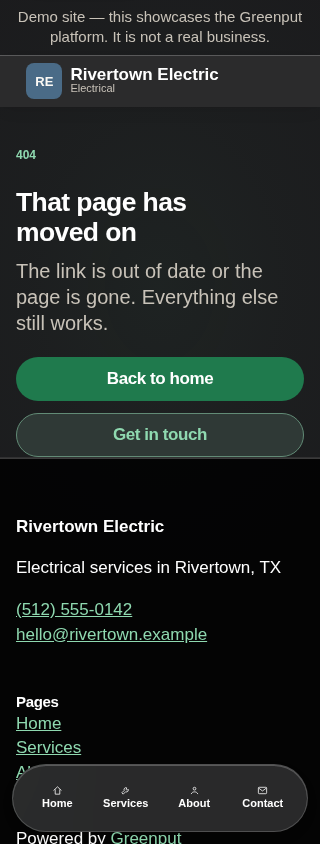 Demo site — this showcases the Greenput
platform. It is not a real business.
RE
Rivertown Electric
Electrical
404
That page has
moved on
The link is out of date or the
page is gone. Everything else
still works.
Back to home
Get in touch
Rivertown Electric
Electrical services in Rivertown, TX
(512) 555-0142
hello@rivertown.example
Pages
Home
Services
Home Services About Contact
Powered by Greenput